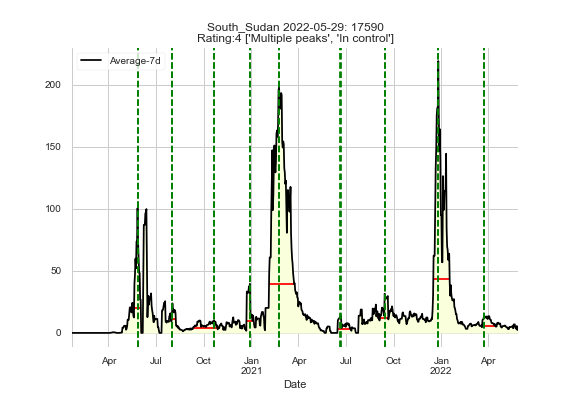 South_Sudan 2022-05-29: 17590
Rating:4 ['Multiple peaks', 'In control']
Average-7d
200
150
100
50
0
Apr Jul Oct Jan Apr Jul Oct Jan Apr
2021 2022
Date